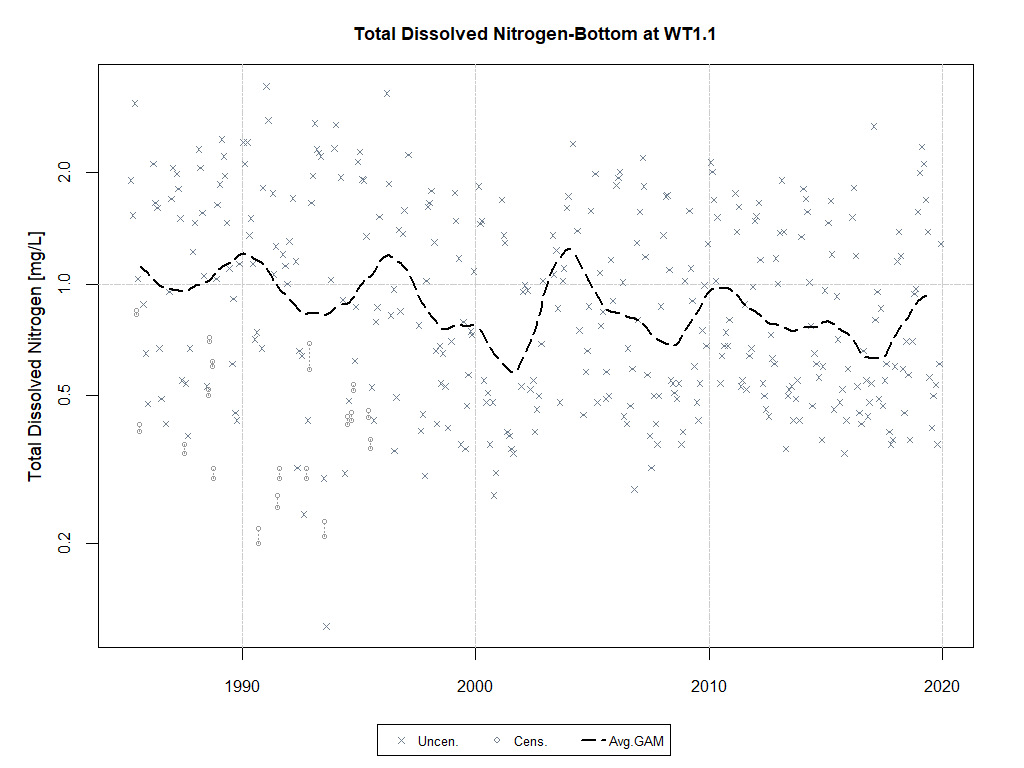 Total Dissolved Nitrogen-Bottom at WT1.1
Total Dissolved Nitrogen [mg/L]
2.0
1.0
0.5
0.2
1990 2000 2010 2020
Uncen. Cens. Avg.GAM